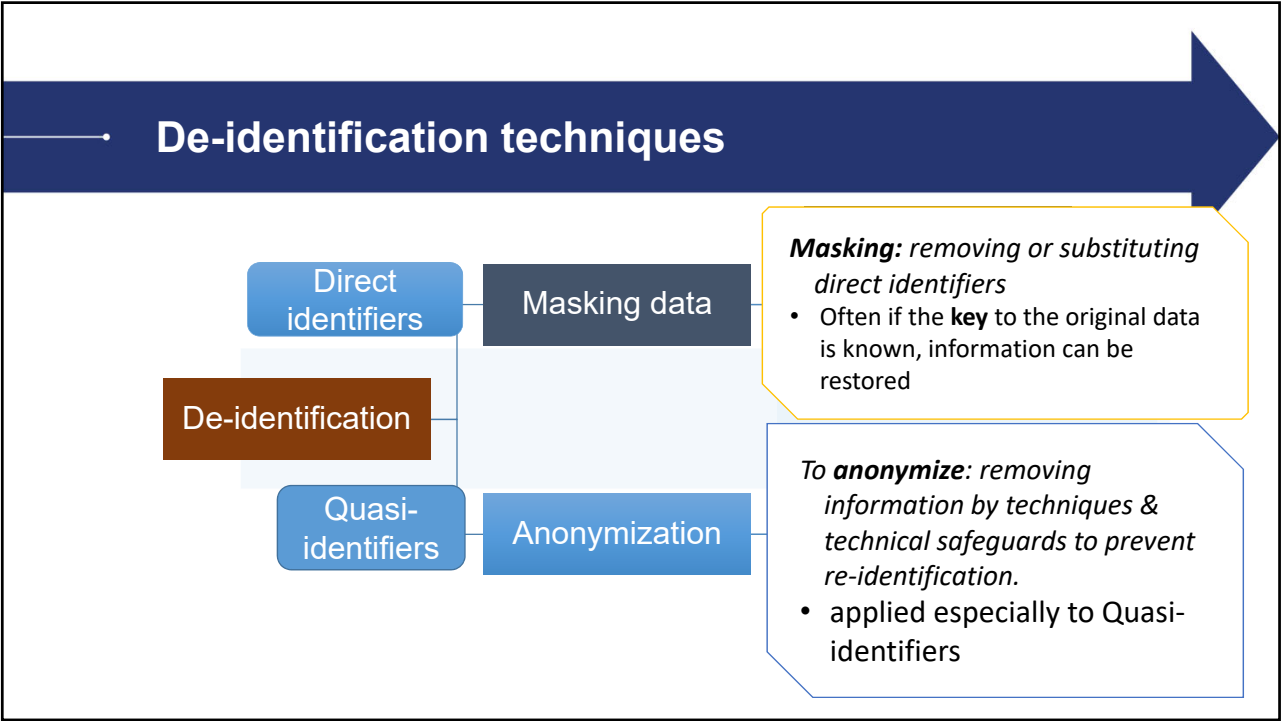 De-identification techniques
Direct
identifiers
Masking data
Masking: removing or substituting
direct identifiers
• Often if the key to the original data
is known, information can be
restored
De-identification
Quasi-
identifiers
Anonymization
To anonymize: removing
information by techniques &
technical safeguards to prevent
re-identification.
• applied especially to Quasi-
identifiers